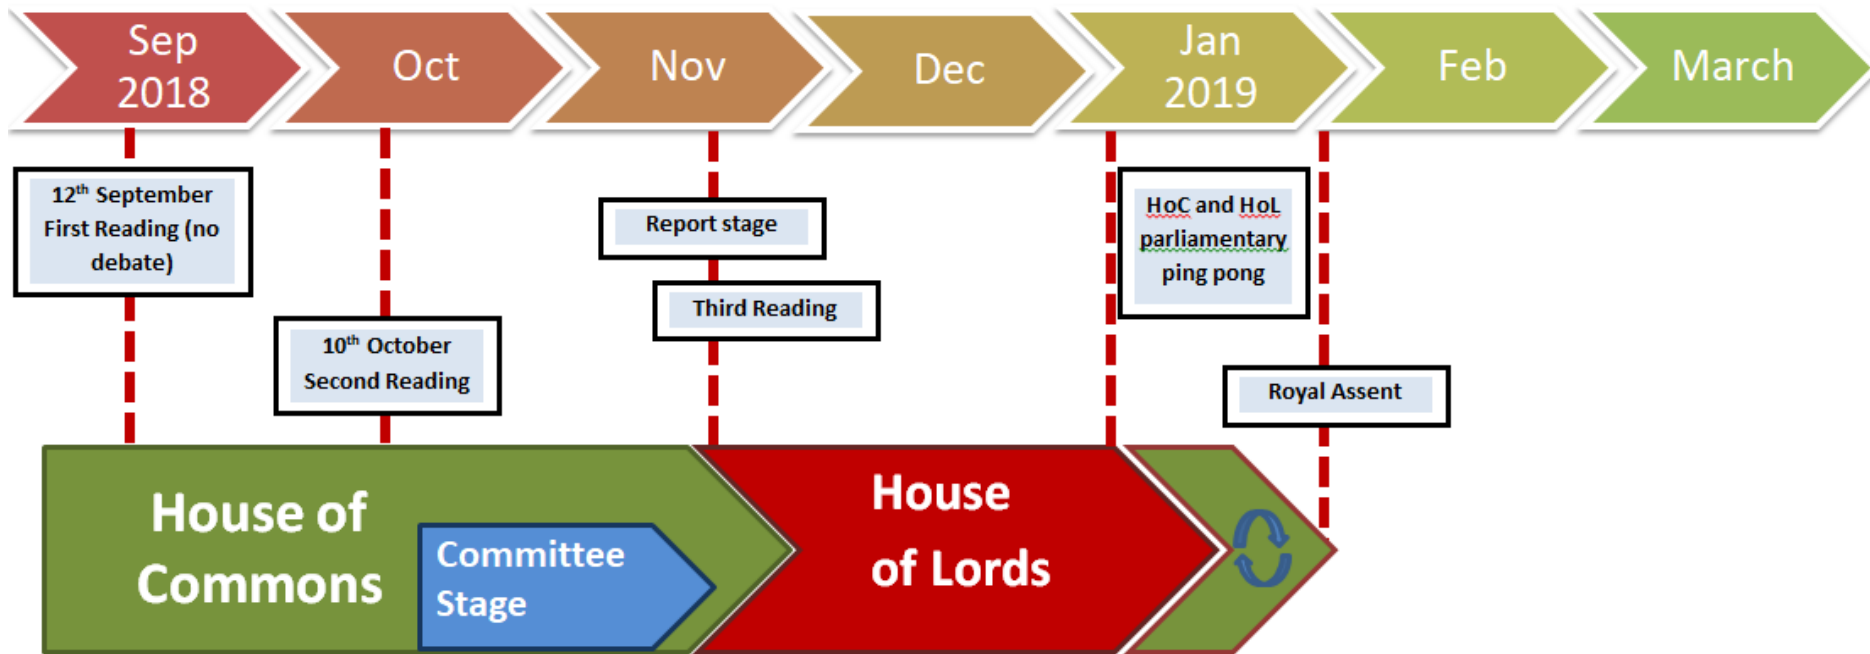 Sep
2018
Oct
Nov
Dec
Jan
2019
Feb
March
12th September
First Reading (no
debate)
10th October
Second Reading
Report stage
Third Reading
HoC and HoL
parliamentary
ping pong
Royal Assent
House of
Commons
Committee
Stage
House
of Lords